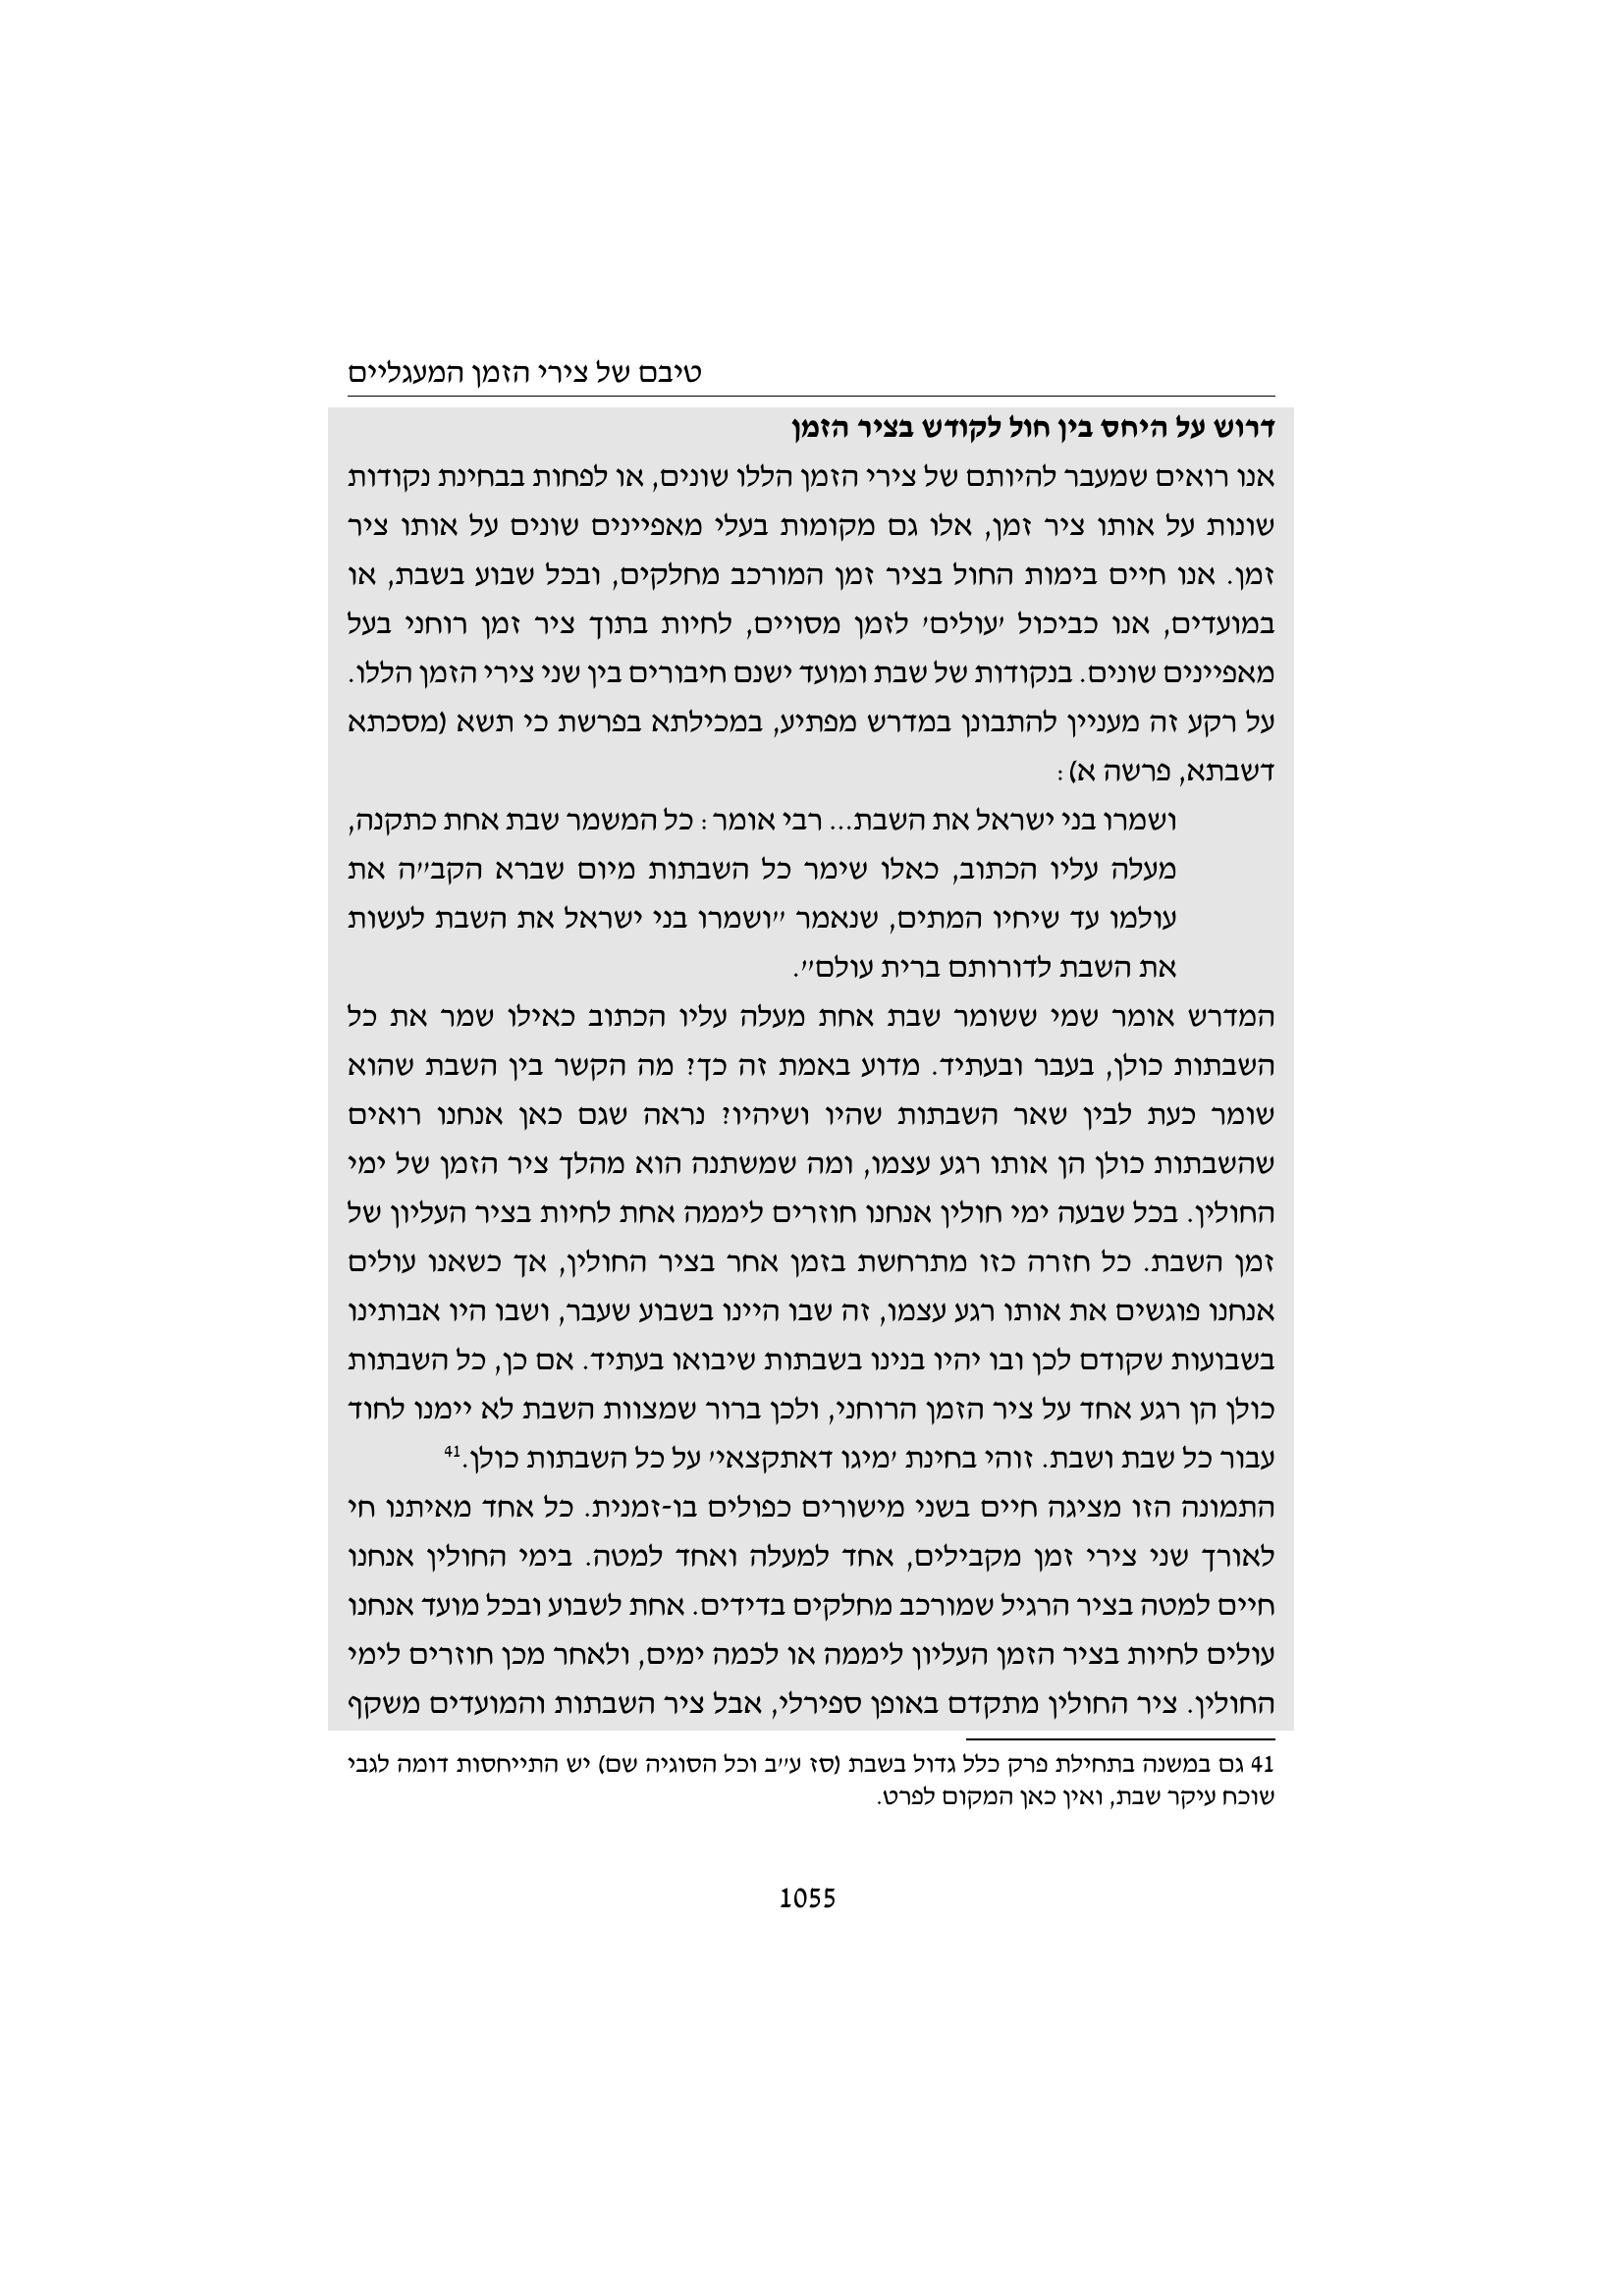 טיבם של צירי הזמן המעגליים
דרוש על היחס בין חול לקודש בציר הזמן
אנו רואים שמעבר להיותם של צירי הזמן הללו שונים, או לפחות בבחינת נקודות
שונות על אותו ציר זמן, אלו גם מקומות בעלי מאפיינים שונים על אותו ציר
זמן. אנו חיים בימות החול בציר זמן המורכב מחלקים, ובכל שבוע בשבת, או
במועדים, אנו כביכול 'עולים' לזמן מסויים, לחיות בתוך ציר זמן רוחני בעל
מאפיינים שונים. בנקודות של שבת ומועד ישנם חיבורים בין שני צירי הזמן הללו.
על רקע זה מעניין להתבונן במדרש מפתיע, במכילתא בפרשת כי תשא (מסכתא
דשבתא, פרשה א):
ושמרו בני ישראל את השבת... רבי אומר: כל המשמר שבת אחת כתקנה,
מעלה עליו הכתוב, כאלו שימר כל השבתות מיום שברא הקב"ה את
עולמו עד שיחיו המתים, שנאמר "ושמרו בני ישראל את השבת לעשות
את השבת לדורותם ברית עולם".
המדרש אומר שמי ששומר שבת אחת מעלה עליו הכתוב כאילו שמר את כל
השבתות כולן, בעבר ובעתיד. מדוע באמת זה כך? מה הקשר בין השבת שהוא
שומר כעת לבין שאר השבתות שהיו ושיהיו? נראה שגם כאן אנחנו רואים
שהשבתות כולן הן אותו רגע עצמו, ומה שמשתנה הוא מהלך ציר הזמן של ימי
החולין. בכל שבעה ימי חולין אנחנו חוזרים ליממה אחת לחיות בציר העליון של
זמן השבת. כל חזרה כזו מתרחשת בזמן אחר בציר החולין, אך כשאנו עולים
אנחנו פוגשים את אותו רגע עצמו, זה שבו היינו בשבוע שעבר, ושבו היו אבותינו
בשבועות שקודם לכן ובו יהיו בנינו בשבתות שיבואו בעתיד. אם כן, כל השבתות
כולן הן רגע אחד על ציר הזמן הרוחני, ולכן ברור שמצוות השבת לא יימנו לחוד
עבור כל שבת ושבת. זוהי בחינת 'מיגו דאתקצאי' על כל השבתות כולן.41
התמונה הזו מציגה חיים בשני מישורים כפולים בו-זמנית. כל אחד מאיתנו חי
לאורך שני צירי זמן מקבילים, אחד למעלה ואחד למטה. בימי החולין אנחנו
חיים למטה בציר הרגיל שמורכב מחלקים בדידים. אחת לשבוע ובכל מועד אנחנו
עולים לחיות בציר הזמן העליון ליממה או לכמה ימים, ולאחר מכן חוזרים לימי
החולין. ציר החולין מתקדם באופן ספירלי, אבל ציר השבתות והמועדים משקף
41 גם במשנה בתחילת פרק כלל גדול בשבת (סז ע"ב וכל הסוגיה שם) יש התייחסות דומה לגבי
שוכח עיקר שבת, ואין כאן המקום לפרט.
1055